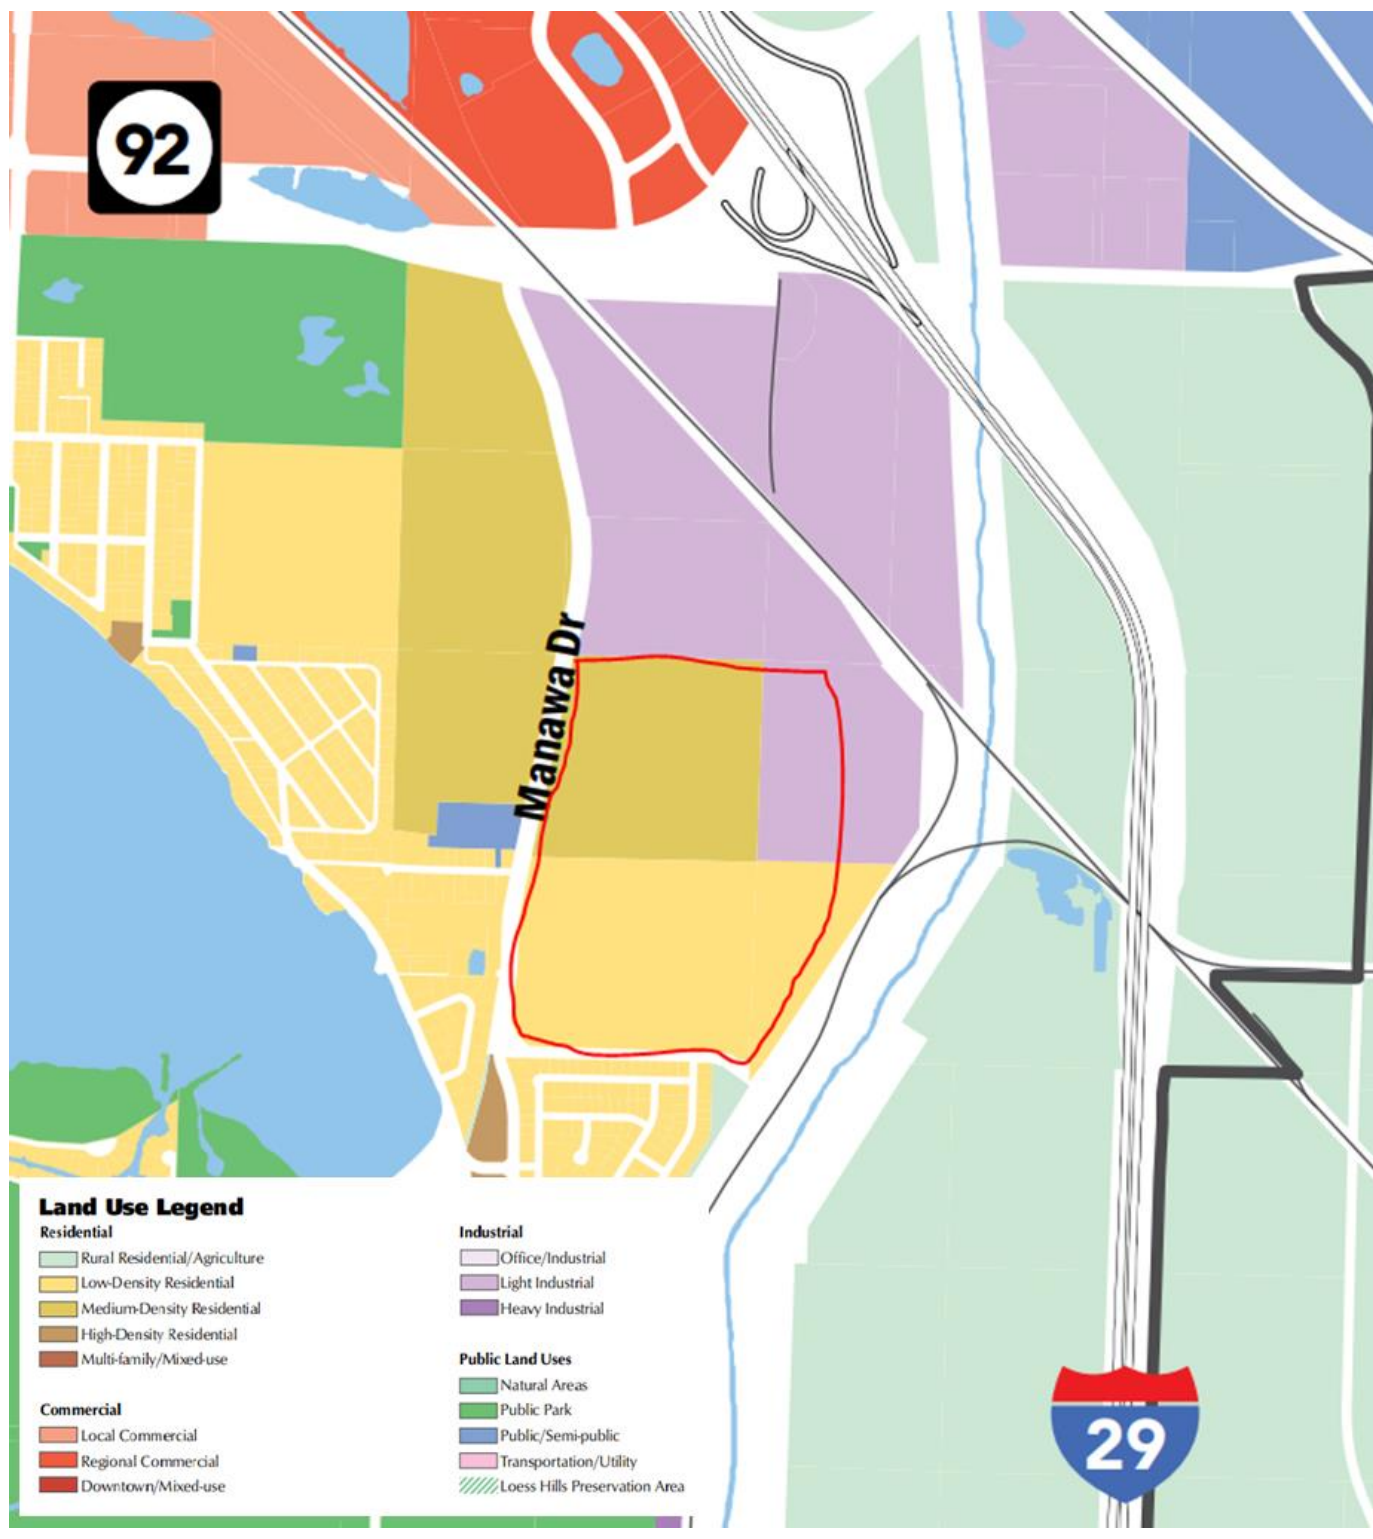 92
Manawa Dr
Land Use Legend
Residential
Rural Residential/Agriculture
Low-Density Residential
Medium-Density Residential
High-Density Residential
Multi-family/Mixed-use
Commercial
Local Commercial
Regional Commercial
Downtown/Mixed-use
Industrial
Office/Industrial
Light Industrial
Heavy Industrial
Public Land Uses
Natural Areas
Public Park
Public/Semi-public
Transportation/Utility
Loess Hills Preservation Area
29